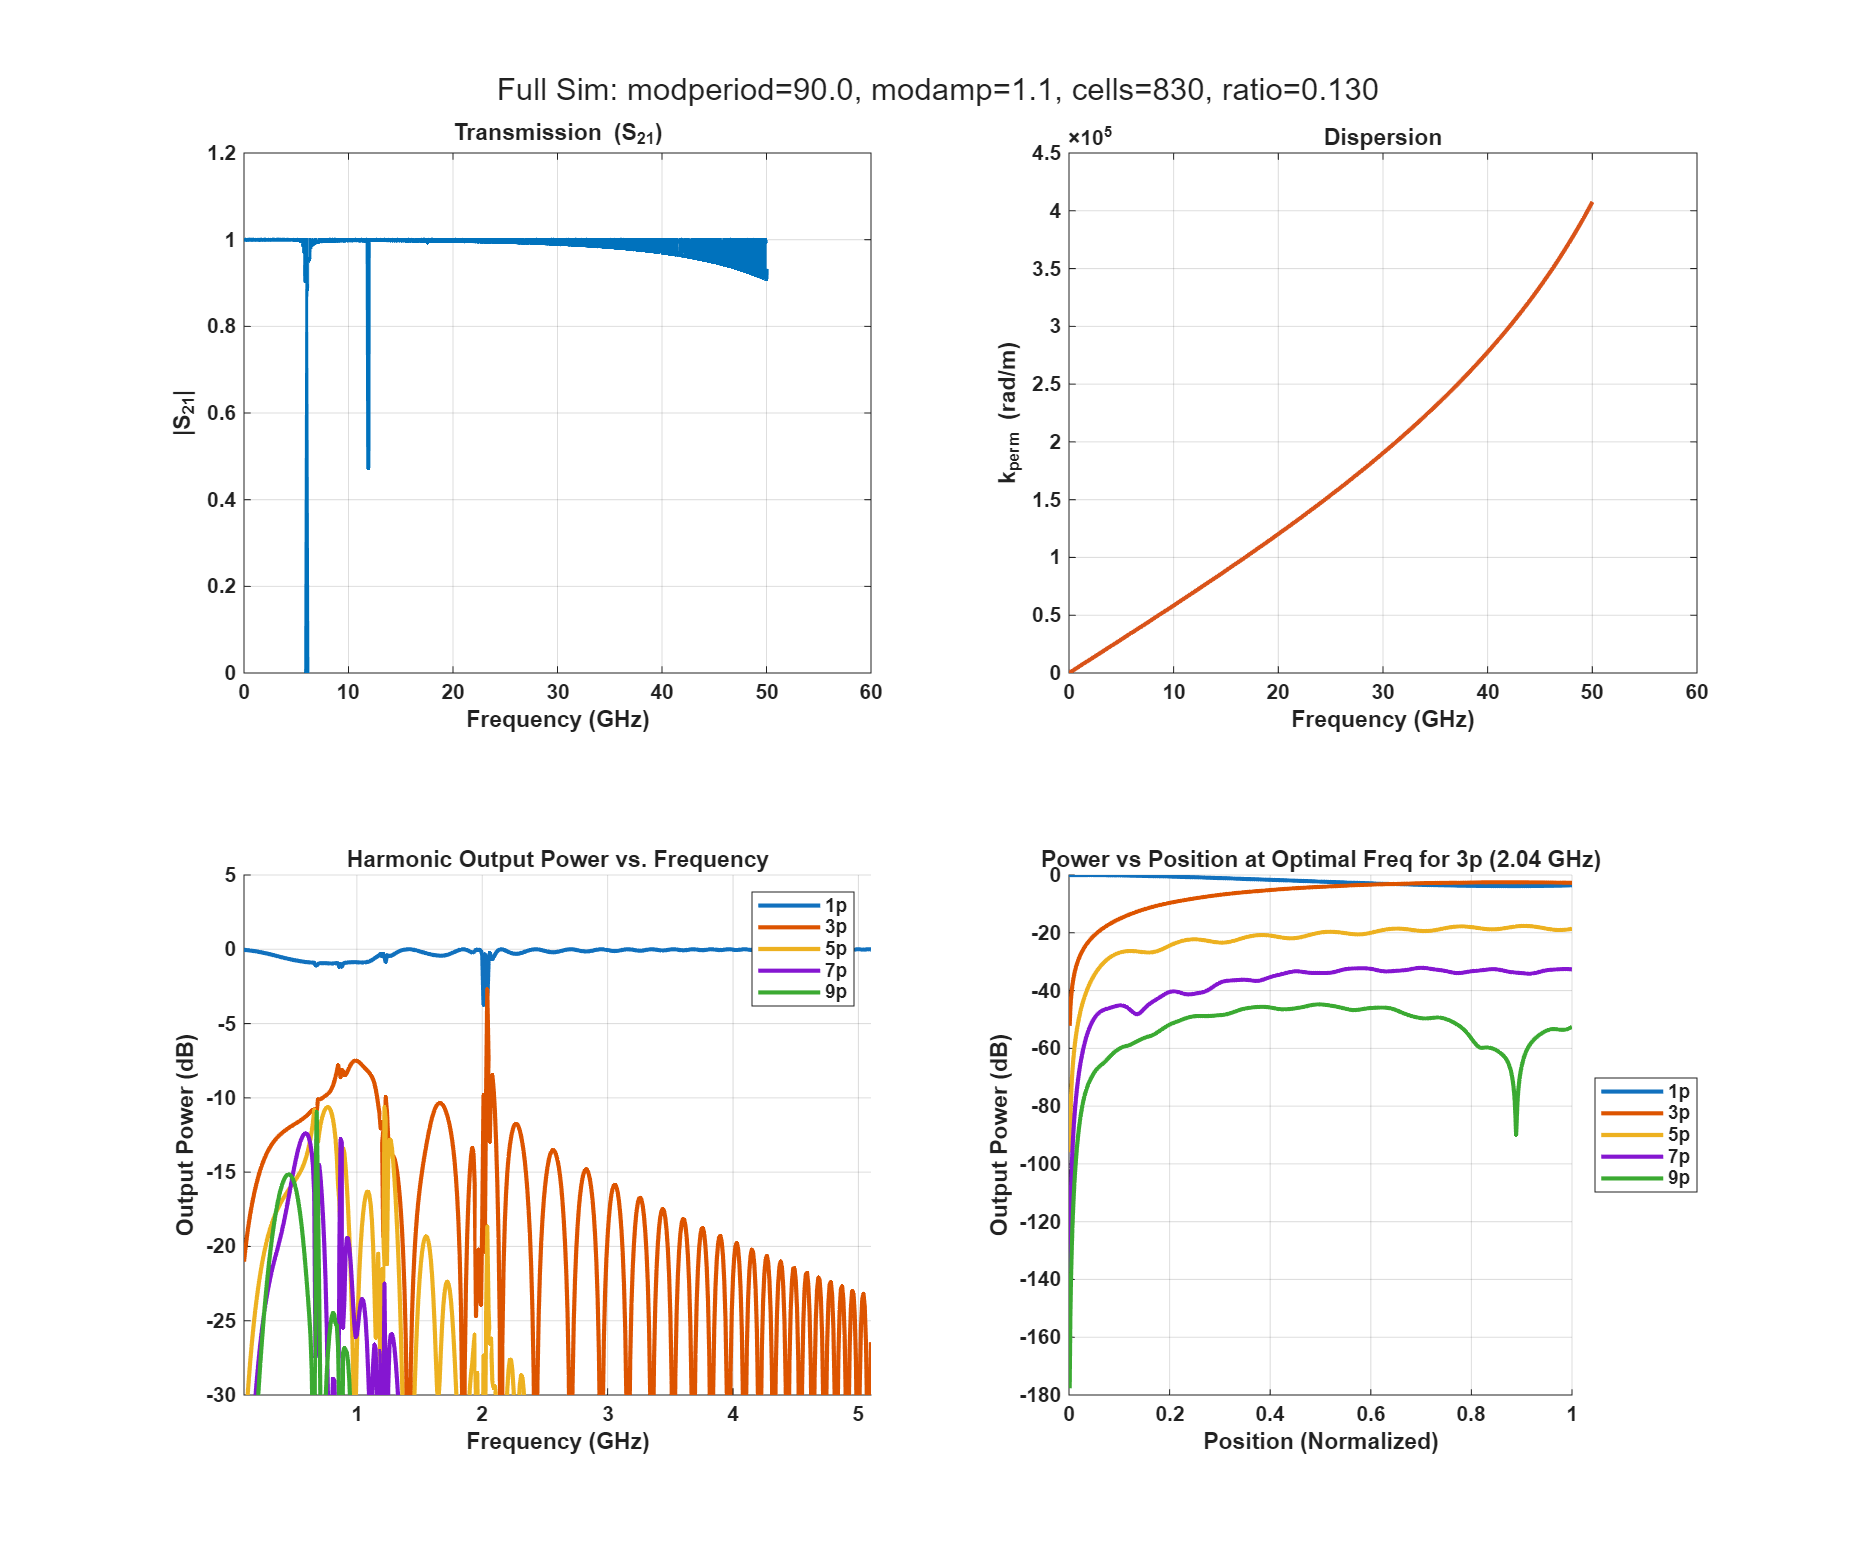 Full Sim: modperiod=90.0, modamp=1.1, cells=830, ratio=0.130
Transmission (S21)
1.2
1
0.8
0.6
0.4
0.2
0
|S21|
0 10 20 30 40 50 60
Frequency (GHz)
×10^5 Dispersion
4.5
4
3.5
3
2.5
2
1.5
1
0.5
0
kperm (rad/m)
0 10 20 30 40 50 60
Frequency (GHz)
Harmonic Output Power vs. Frequency
5
0
-5
-10
-15
-20
-25
-30
Output Power (dB)
1p
3p
5p
7p
9p
1 2 3 4 5
Frequency (GHz)
Power vs Position at Optimal Freq for 3p (2.04 GHz)
0
-20
-40
-60
-80
-100
-120
-140
-160
-180
Output Power (dB)
1p
3p
5p
7p
9p
0 0.2 0.4 0.6 0.8 1
Position (Normalized)